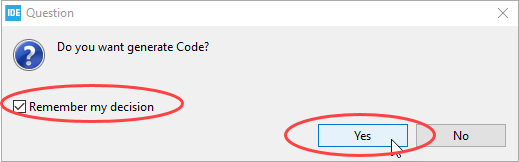 IDE Question
Do you want generate Code?
Remember my decision
Yes No